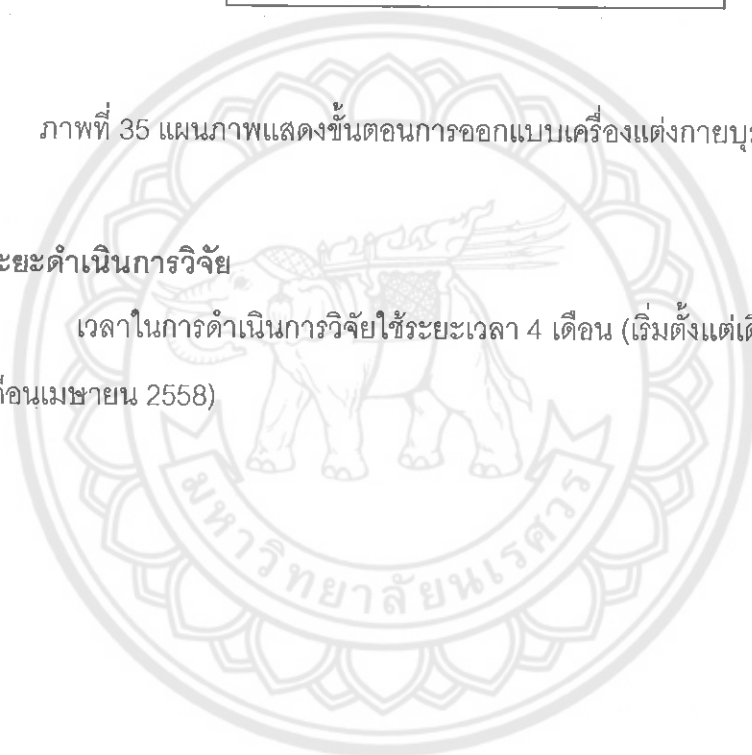 ภาพที่ 35 แผนภาพแสดงขั้นตอนการออกแบบเครื่องแต่งกายบุ
ะยะดำเนินการวิจัย
เวลาในการดำเนินการวิจัยใช้ระยะเวลา 4 เดือน (เริ่มตั้งแต่เดื
ือนเมษายน 2558)
มหาวิทยาลัยนเรศวร